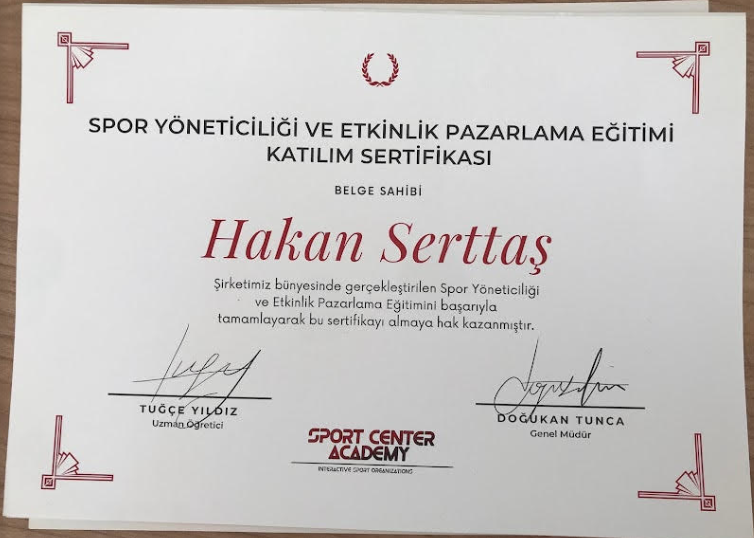 SPOR YÖNETİCİLİĞİ VE ETKİNLİK PAZARLAMA EĞİTİMİ
KATILIM SERTİFİKASI
BELGE SAHİBİ
Hakan Serttaş
Şirketimiz bünyesinde gerçekleştirilen Spor Yöneticiliği
ve Etkinlik Pazarlama Eğitimini başarıyla
tamamlayarak bu sertifikayı almaya hak kazanmıştır.
TUĞÇE YILDIZ
Uzman Öğretici
DOĞUKAN TUNCA
Genel Müdür
SPORT CENTER
ACADEMY
INTERACTIVE SPORT ORGANIZATIONS